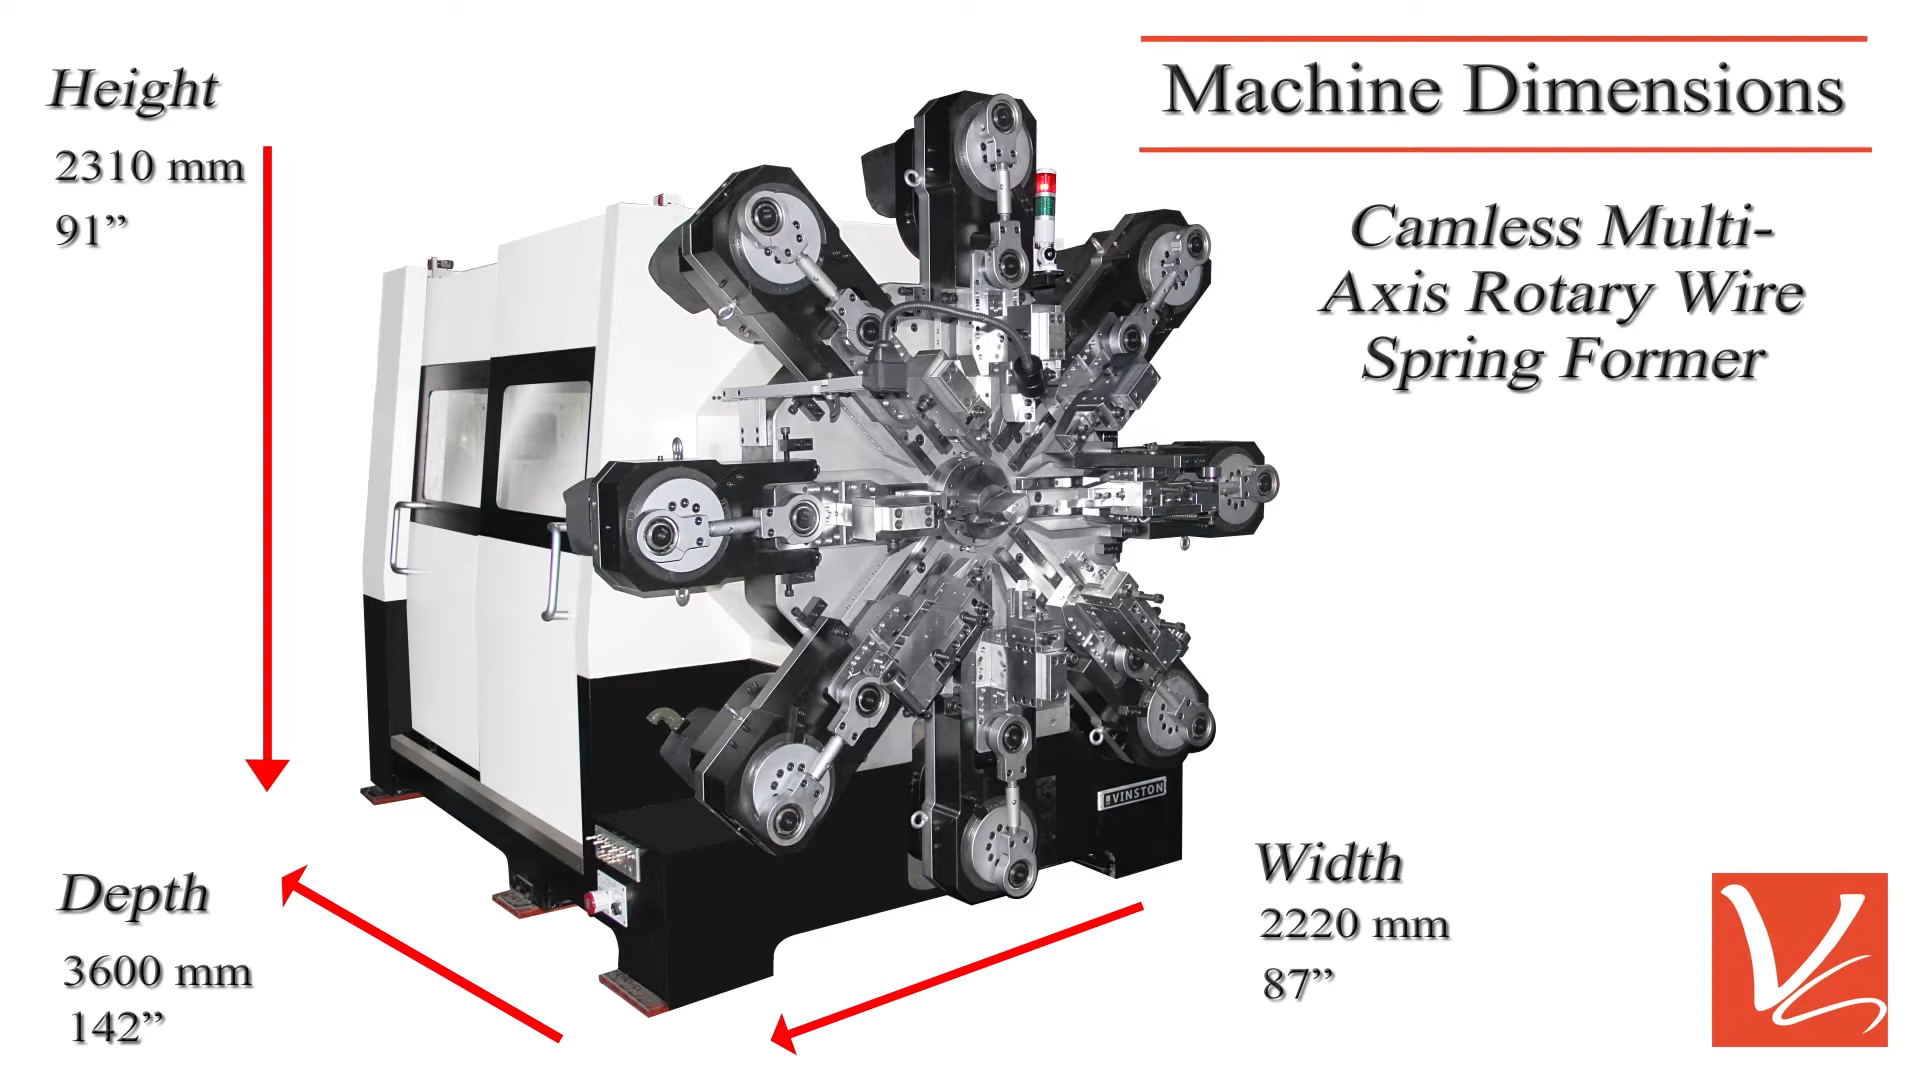 Machine Dimensions
Camless Multi-
Axis Rotary Wire
Spring Former
Height
2310 mm
91”
VINSTON
Depth
3600 mm
142”
Width
2220 mm
87”